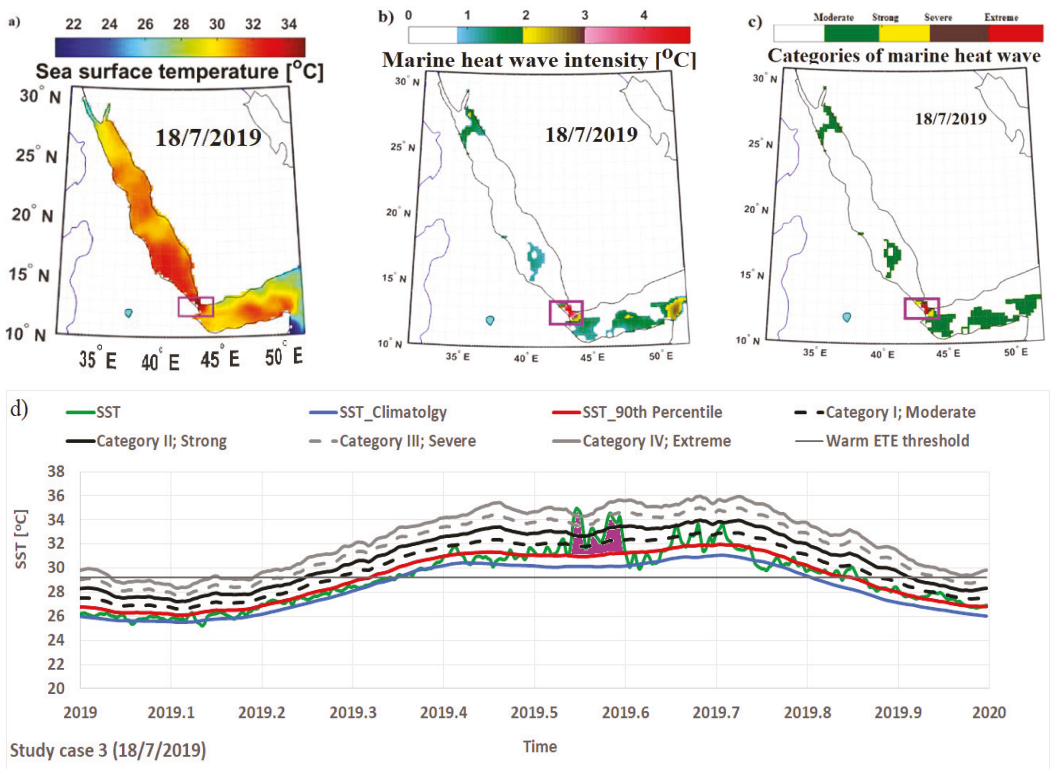 a)
22 24 26 28 30 32 34
Sea surface temperature [°C]
30° N
25° N
20° N
15° N
10° N
35° E 40° E 45° E 50° E
18/7/2019
b)
0 1 2 3 4
Marine heat wave intensity [°C]
30° N
25° N
20° N
15° N
10° N
35° E 40° E 45° E 50° E
18/7/2019
c)
Moderate Strong Severe Extreme
Categories of marine heat wave
30° N
25° N
20° N
15° N
10° N
35° E 40° E 45° E 50° E
18/7/2019
d)
SST SST_Climatolgy SST_90th Percentile Category I; Moderate
Category II; Strong Category III; Severe Category IV; Extreme Warm ETE threshold
SST [°C]
38
36
34
32
30
28
26
24
22
20
2019 2019.1 2019.2 2019.3 2019.4 2019.5 2019.6 2019.7 2019.8 2019.9 2020
Time
Study case 3 (18/7/2019)